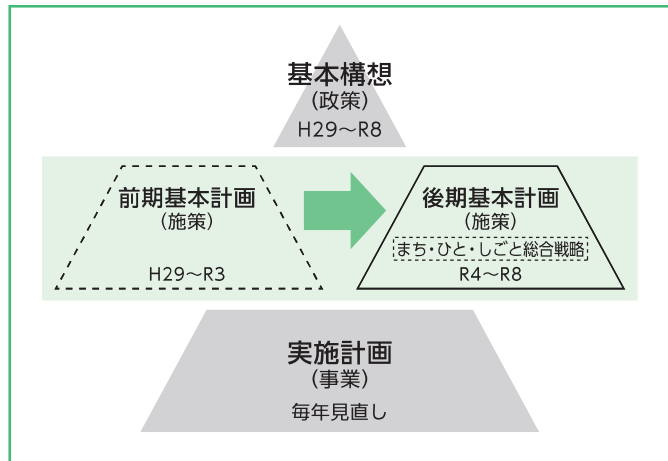 基本構想
(政策)
H29～R8
前期基本計画
(施策)
H29～R3
後期基本計画
(施策)
まち・ひと・しごと総合戦略
R4～R8
実施計画
(事業)
毎年見直し